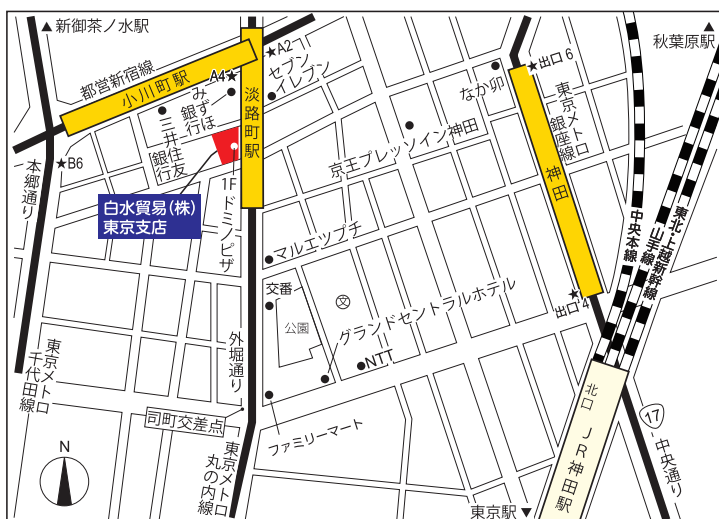 ▲新御茶ノ水駅
秋葉原駅▲
都営新宿線
小川町駅
★A2
A4★
セブン
イレブン
みずほ
銀行
三井住友
銀行
淡路町駅
なか卯
★出口6
東京メトロ
銀座線
京王プレッソイン神田
神田
★B6
本郷通り
白水貿易(株)
東京支店
1F
ドミノピザ
マルエツプチ
中央本線
山手線
東北・上越新幹線
交番
公園
文
グランドセントラルホテル
★
出口4
NTT
外堀通り
東京メトロ
千代田線
司町交差点
ファミリーマート
北口
JR神田駅
17
中央通り
N
東京メトロ
丸の内線
東京駅▼